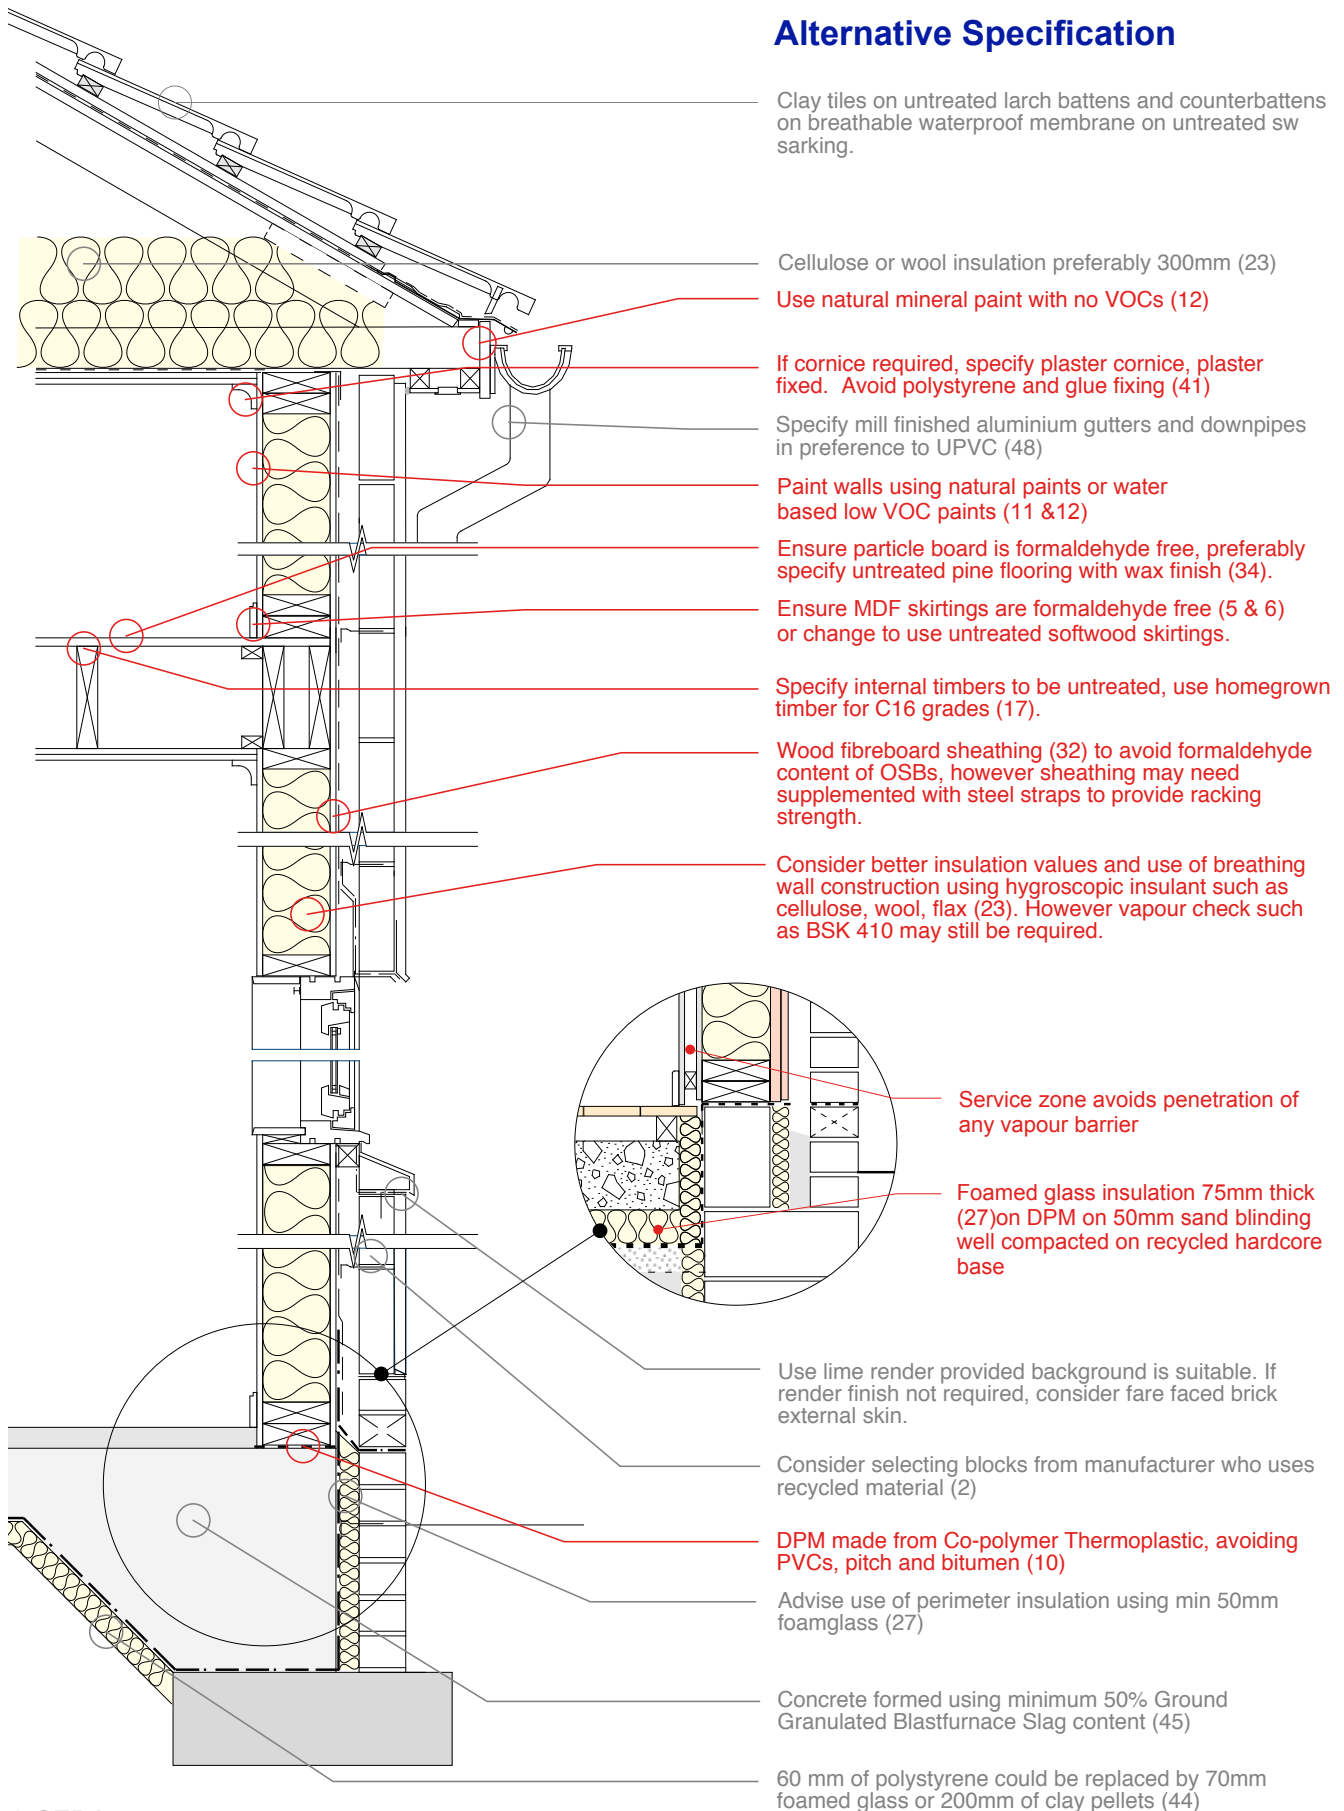 Alternative Specification
Clay tiles on untreated larch battens and counterbattens
on breathable waterproof membrane on untreated sw
sarking.
Cellulose or wool insulation preferably 300mm (23)
Use natural mineral paint with no VOCs (12)
If cornice required, specify plaster cornice, plaster
fixed.  Avoid polystyrene and glue fixing (41)
Specify mill finished aluminium gutters and downpipes
in preference to UPVC (48)
Paint walls using natural paints or water
based low VOC paints (11 &12)
Ensure particle board is formaldehyde free, preferably
specify untreated pine flooring with wax finish (34).
Ensure MDF skirtings are formaldehyde free (5 & 6)
or change to use untreated softwood skirtings.
Specify internal timbers to be untreated, use homegrown
timber for C16 grades (17).
Wood fibreboard sheathing (32) to avoid formaldehyde
content of OSBs, however sheathing may need
supplemented with steel straps to provide racking
strength.
Consider better insulation values and use of breathing
wall construction using hygroscopic insulant such as
cellulose, wool, flax (23). However vapour check such
as BSK 410 may still be required.
Service zone avoids penetration of
any vapour barrier
Foamed glass insulation 75mm thick
(27)on DPM on 50mm sand blinding
well compacted on recycled hardcore
base
Use lime render provided background is suitable. If
render finish not required, consider fare faced brick
external skin.
Consider selecting blocks from manufacturer who uses
recycled material (2)
DPM made from Co-polymer Thermoplastic, avoiding
PVCs, pitch and bitumen (10)
Advise use of perimeter insulation using min 50mm
foamglass (27)
Concrete formed using minimum 50% Ground
Granulated Blastfurnace Slag content (45)
60 mm of polystyrene could be replaced by 70mm
foamed glass or 200mm of clay pellets (44)